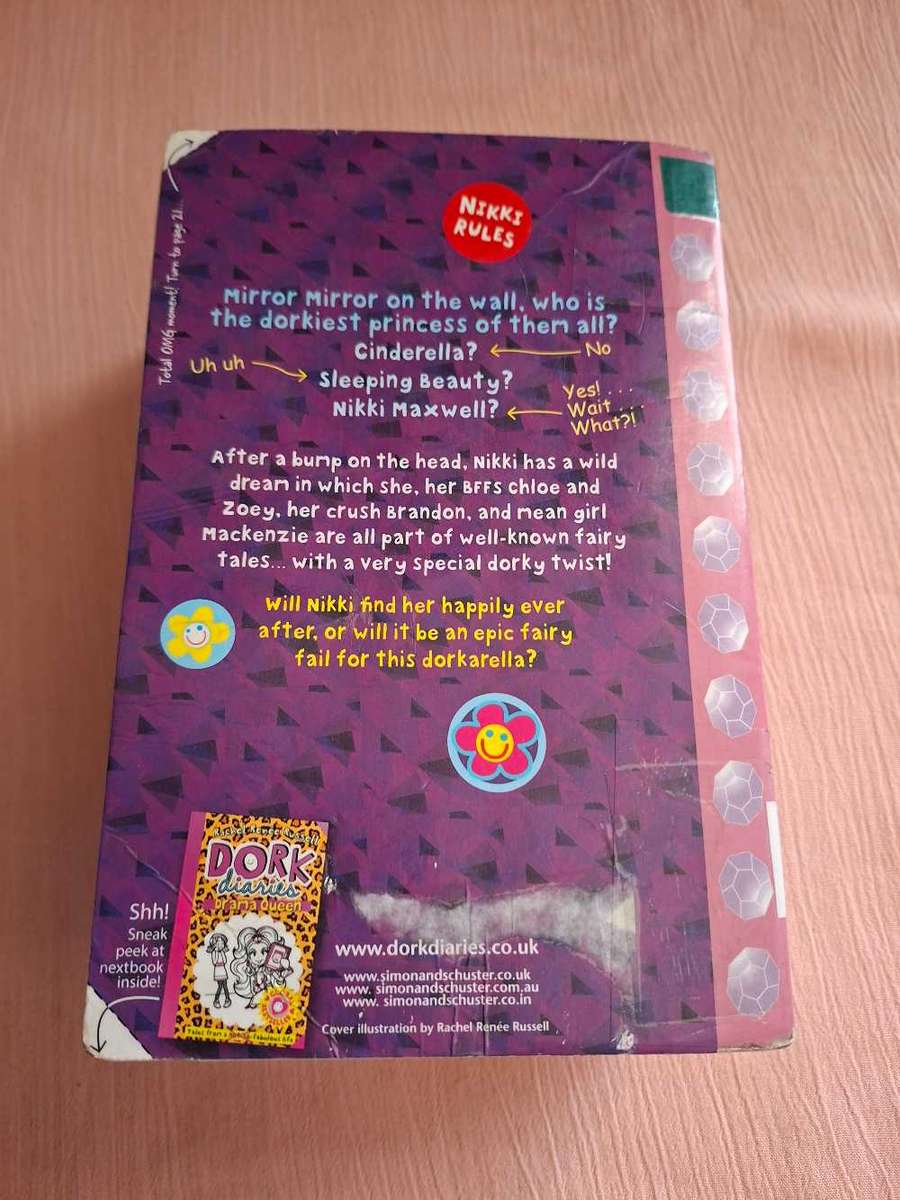 Total OMG moment! Turn to page 21...
NIKKI
RULES
Mirror Mirror on the wall, who is
the dorkiest princess of them all?
Cinderella?
No
Uh uh
Sleeping Beauty?
Nikki Maxwell?
Yes! . . .
Wait . . .
What?!
After a bump on the head, Nikki has a wild
dream in which she, her BFFs Chloe and
Zoey, her crush Brandon, and mean girl
Mackenzie are all part of well-known fairy
tales... with a very special dorky twist!
Will Nikki find her happily ever
after, or will it be an epic fairy
fail for this dorkarella?
Shh!
Sneak
peek at
nextbook
inside!
Rachel Renée Russell
DORK
diaries
Drama Queen
Tales from a fabulous life
www.dorkdiaries.co.uk
www.simonandschuster.co.uk
www. simonandschuster.com.au
www. simonandschuster.co.in
Cover illustration by Rachel Renée Russell